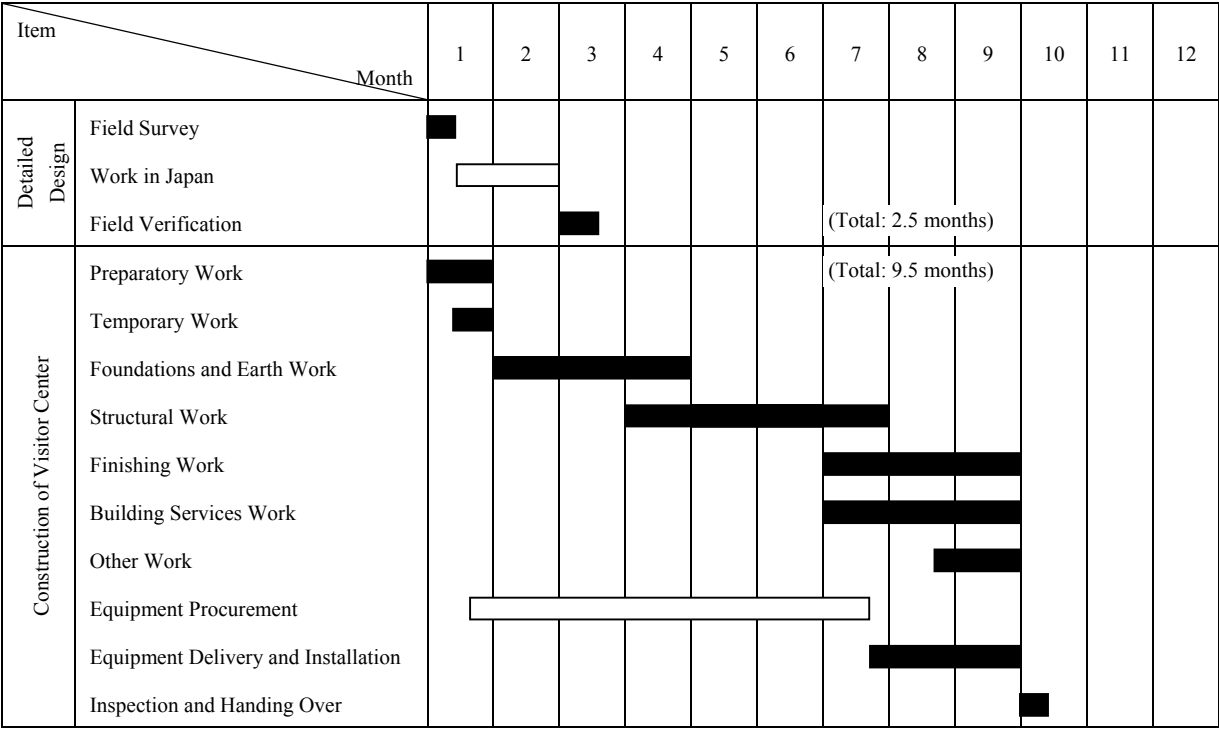 Item
Month
1 2 3 4 5 6 7 8 9 10 11 12
Detailed
Design
Field Survey
Work in Japan
Field Verification
(Total: 2.5 months)
Construction of Visitor Center
Preparatory Work
(Total: 9.5 months)
Temporary Work
Foundations and Earth Work
Structural Work
Finishing Work
Building Services Work
Other Work
Equipment Procurement
Equipment Delivery and Installation
Inspection and Handing Over